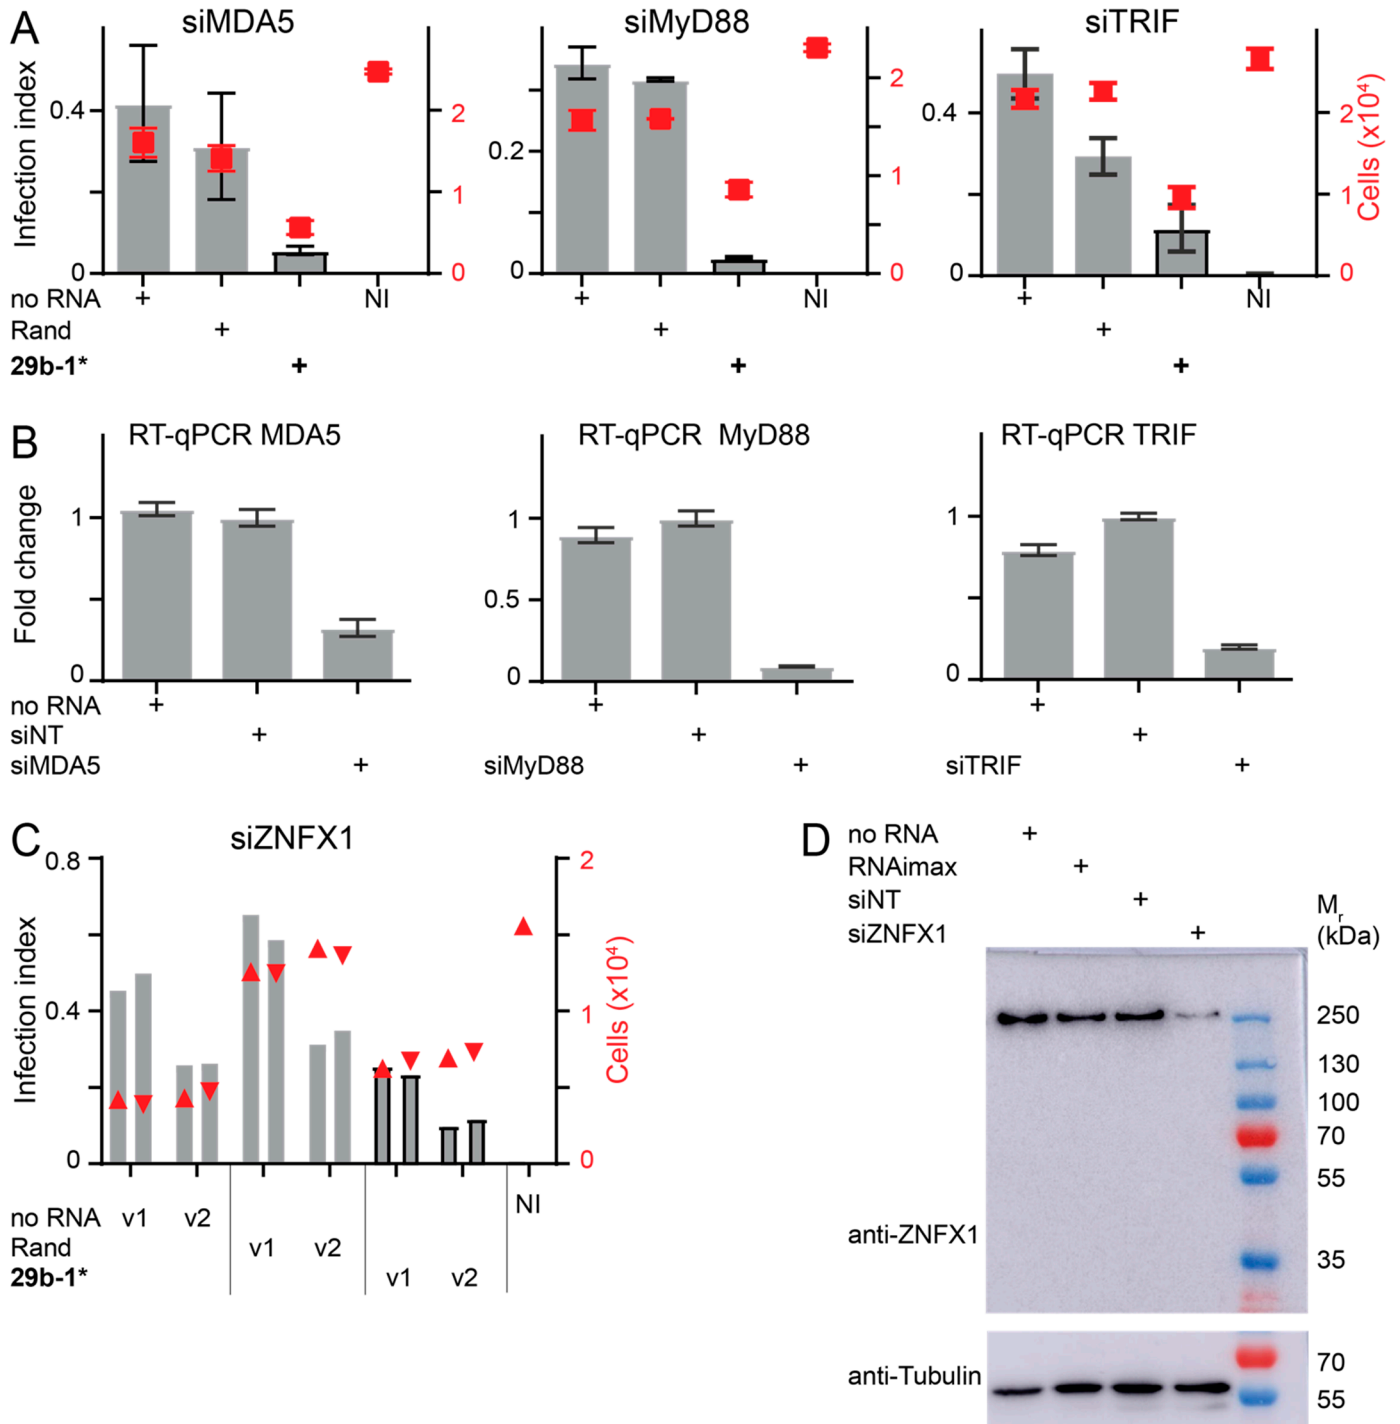 A
siMDA5
siMyD88
siTRIF
Infection index
0.4
0
2
1
0
0.2
0
2
1
0
0.4
0
2
1
0
Cells (x10⁴)
no RNA + NI + NI + NI
Rand + + +
29b-1* + + +
B
RT-qPCR MDA5
RT-qPCR MyD88
RT-qPCR TRIF
Fold change
1
0
1
0.5
0
1
0
no RNA + + +
siNT + + +
siMDA5 + siMyD88 + siTRIF +
C
siZNFX1
Infection index
0.8
0.4
0
2
1
0
Cells (x10⁴)
no RNA v1 v2 NI
Rand v1 v2
29b-1* v1 v2
D
no RNA +
RNAimax +
siNT +
siZNFX1 +
Mr
(kDa)
250
130
100
70
55
35
anti-ZNFX1
70
55
anti-Tubulin